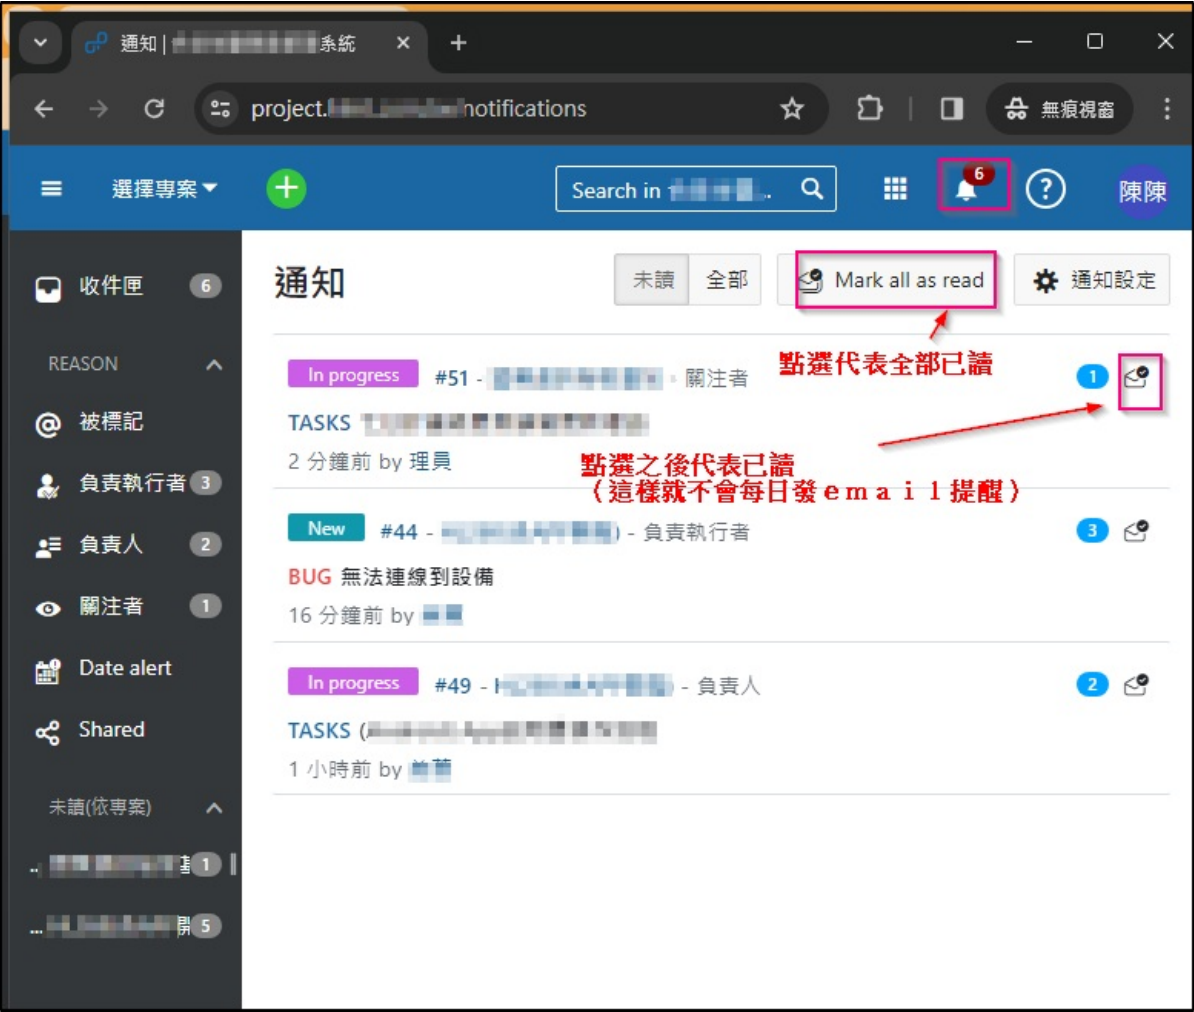 通知 | 系統
project. notifications
無痕視窗
選擇專案
Search in ..
6
?
陳陳
收件匣 6
通知
未讀 全部
Mark all as read
通知設定
REASON
點選代表全部已讀
In progress #51 - - 關注者
1
@ 被標記
TASKS
2 分鐘前 by 理員
點選之後代表已讀
（這樣就不會每日發email提醒）
負責執行者 3
New #44 - ) - 負責執行者
3
負責人 2
BUG 無法連線到設備
關注者 1
16 分鐘前 by
Date alert
In progress #49 - - 負責人
2
Shared
TASKS (
1 小時前 by
未讀(依專案)
.. 1
... 開 5